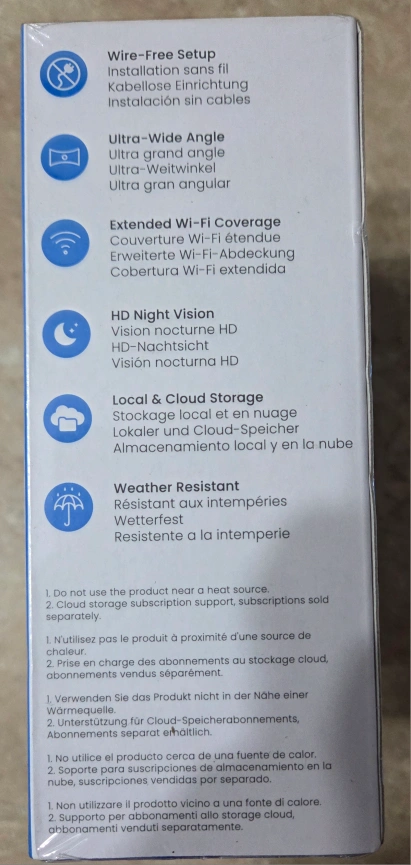 Wire-Free Setup
Installation sans fil
Kabellose Einrichtung
Instalación sin cables
Ultra-Wide Angle
Ultra grand angle
Ultra-Weitwinkel
Ultra gran angular
Extended Wi-Fi Coverage
Couverture Wi-Fi étendue
Erweiterte Wi-Fi-Abdeckung
Cobertura Wi-Fi extendida
HD Night Vision
Vision nocturne HD
HD-Nachtsicht
Visión nocturna HD
Local & Cloud Storage
Stockage local et en nuage
Lokaler und Cloud-Speicher
Almacenamiento local y en la nube
Weather Resistant
Résistant aux intempéries
Wetterfest
Resistente a la intemperie
1. Do not use the product near a heat source.
2. Cloud storage subscription support, subscriptions sold
separately.
1. N'utilisez pas le produit à proximité d'une source de
chaleur.
2. Prise en charge des abonnements au stockage cloud,
abonnements vendus séparément.
1. Verwenden Sie das Produkt nicht in der Nähe einer
Wärmequelle.
2. Unterstützung für Cloud-Speicherabonnements,
Abonnements separat erhältlich.
1. No utilice el producto cerca de una fuente de calor.
2. Soporte para suscripciones de almacenamiento en la
nube, suscripciones vendidas por separado.
1. Non utilizzare il prodotto vicino a una fonte di calore.
2. Supporto per abbonamenti allo storage cloud,
abbonamenti venduti separatamente.